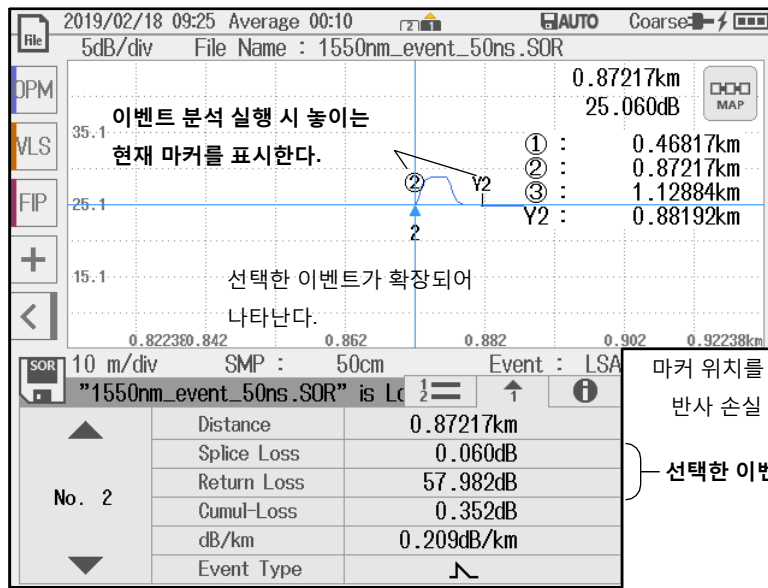 File
2019/02/18 09:25 Average 00:10
2 1
AUTO
Coarse
5dB/div File Name : 1550nm_event_50ns.SOR
OPM
VLS
FIP
+
<
0.87217km
25.060dB
MAP
이벤트 분석 실행 시 놓이는
현재 마커를 표시한다.
35.1
25.1
15.1
① : 0.46817km
② : 0.87217km
③ : 1.12884km
Y2 : 0.88192km
②
Y2
2
선택한 이벤트가 확장되어
나타난다.
0.82238 0.842 0.862 0.882 0.902 0.92238km
SOR
10 m/div SMP : 50cm Event : LSA
"1550nm_event_50ns.SOR" is
1
2
1
No. 2
Distance 0.87217km
Splice Loss 0.060dB
Return Loss 57.982dB
Cumul-Loss 0.352dB
dB/km 0.209dB/km
Event Type
마커 위치를
반사 손실
선택한